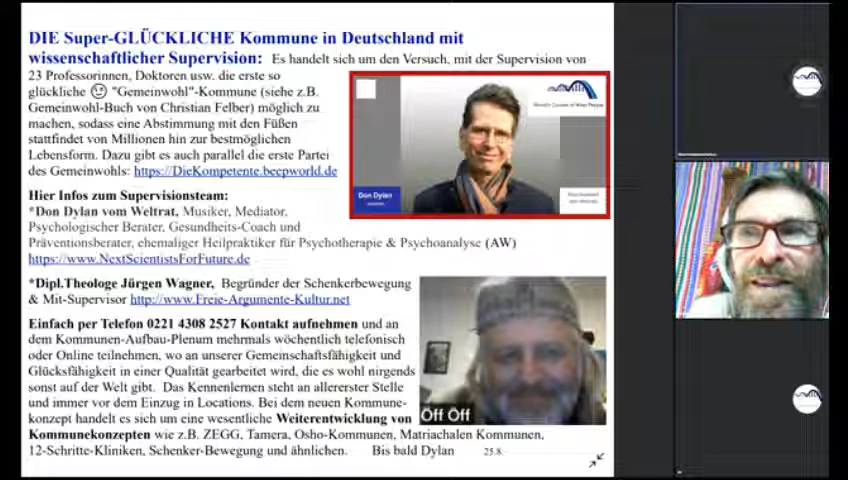 DIE Super-GLÜCKLICHE Kommune in Deutschland mit
wissenschaftlicher Supervision: Es handelt sich um den Versuch, mit der Supervision von
23 Professorinnen, Doktoren usw. die erste so
glückliche 😉 "Gemeinwohl"-Kommune (siehe z.B.
Gemeinwohl-Buch von Christian Felber) möglich zu
machen, sodass eine Abstimmung mit den Füßen
stattfindet von Millionen hin zur bestmöglichen
Lebensform. Dazu gibt es auch parallel die erste Partei
des Gemeinwohls: https://DieKompetente.becpworld.de
Don Dylan
Hier Infos zum Supervisionsteam:
*Don Dylan vom Weltrat, Musiker, Mediator,
Psychologischer Berater, Gesundheits-Coach und
Präventionsberater, ehemaliger Heilpraktiker für Psychotherapie & Psychoanalyse (AW)
https://www.NextScientistsForFuture.de
*Dipl.Theologe Jürgen Wagner, Begründer der Schenkerbewegung
& Mit-Supervisor http://www.Freie-Argumente-Kultur.net
Einfach per Telefon 0221 4308 2527 Kontakt aufnehmen und an
dem Kommunen-Aufbau-Plenum mehrmals wöchentlich telefonisch
oder Online teilnehmen, wo an unserer Gemeinschaftsfähigkeit und
Glücksfähigkeit in einer Qualität gearbeitet wird, die es wohl nirgends
sonst auf der Welt gibt. Das Kennenlernen steht an allererster Stelle
und immer vor dem Einzug in Locations. Bei dem neuen Kommune-
konzept handelt es sich um eine wesentliche Weiterentwicklung von
Kommunekonzepten wie z.B. ZEGG, Tamera, Osho-Kommunen, Matriachalen Kommunen,
12-Schritte-Kliniken, Schenker-Bewegung und ähnlichen. Bis bald Dylan 25.8.
Öff Öff